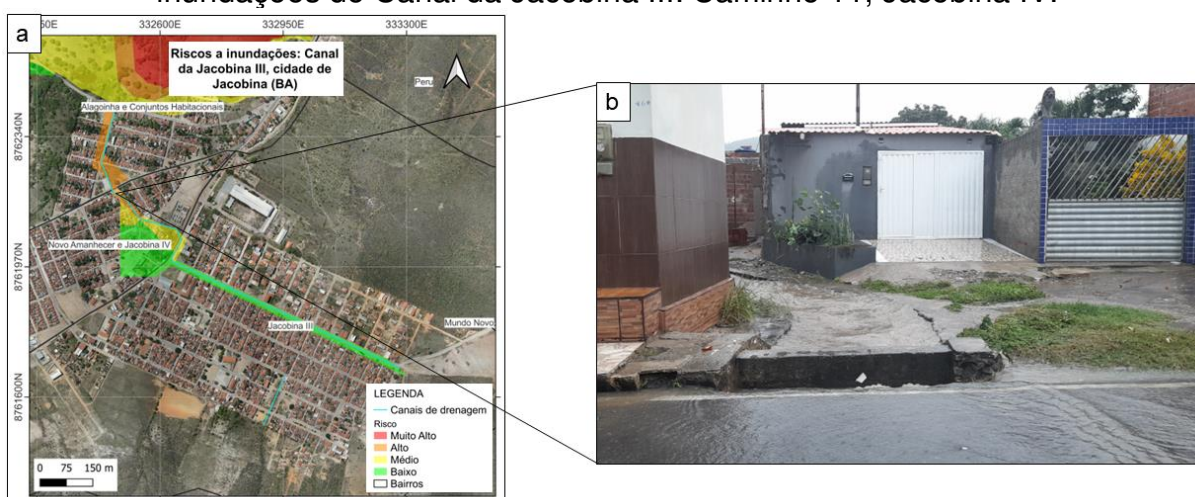 Inundações do Canal da Jacobina III. Caminho 11, Jacobina IV.
a
332600E
332950E
333300E
Riscos a inundações: Canal
da Jacobina III, cidade de
Jacobina (BA)
Peru
Alagoinha e Conjuntos Habitacionais
8762340N
Novo Amanhecer e Jacobina IV
8761970N
Jacobina III
Mundo Novo
8761600N
LEGENDA
Canais de drenagem
Risco
Muito Alto
Alto
Médio
Baixo
Bairros
0 75 150 m
b